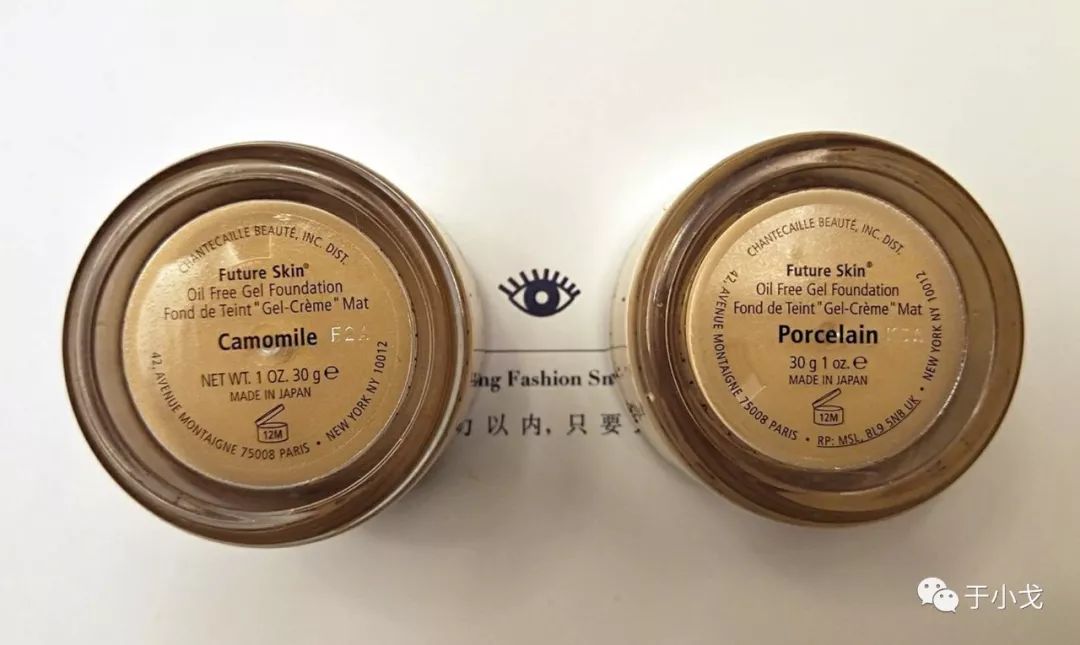 CHANTECAILLE BEAUTÉ, INC. DIST.
Future Skin®
Oil Free Gel Foundation
Fond de Teint "Gel-Crème" Mat
Camomile
NET WT. 1 OZ. 30 g ℮
MADE IN JAPAN
12M
42, AVENUE MONTAIGNE 75008 PARIS • NEW YORK NY 10012
Fashion
以内,只要
CHANTECAILLE BEAUTÉ, INC. DIST.
Future Skin®
Oil Free Gel Foundation
Fond de Teint "Gel-Crème" Mat
Porcelain
30 g 1 oz. ℮
MADE IN JAPAN
12M
42, AVENUE MONTAIGNE 75008 PARIS • RP: MSL, BL9 5NB UK • NEW YORK NY 10012
于小戈